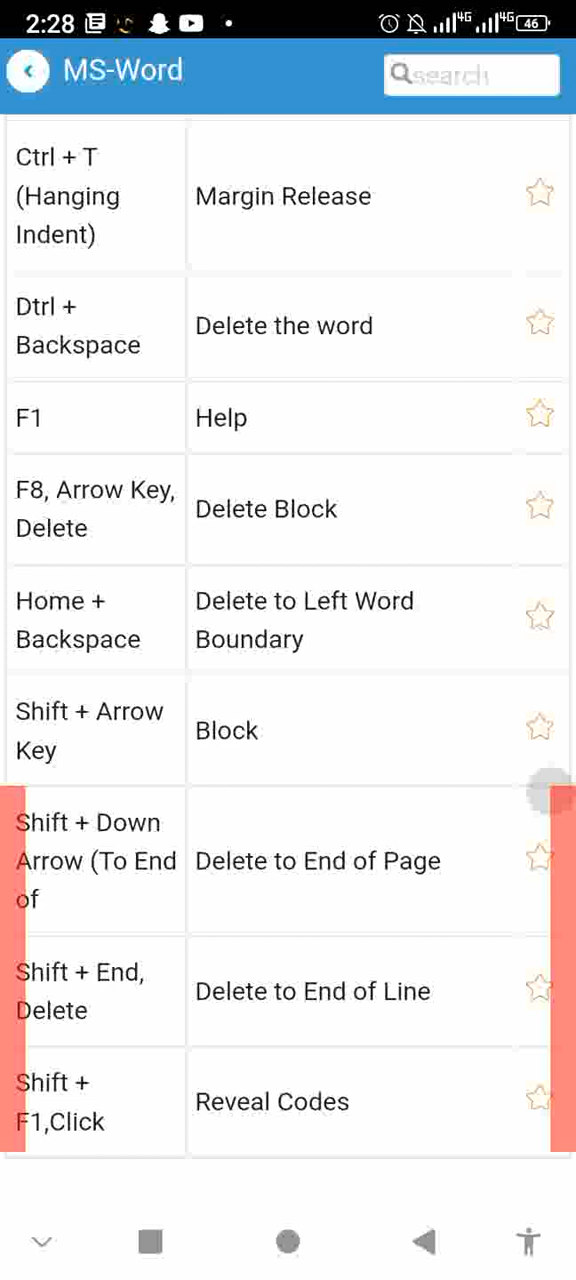 2:28
4G
4G
46
MS-Word
search
Ctrl + T
(Hanging
Indent)
Margin Release
Dtrl +
Backspace
Delete the word
F1
Help
F8, Arrow Key,
Delete
Delete Block
Home +
Backspace
Delete to Left Word
Boundary
Shift + Arrow
Key
Block
Shift + Down
Arrow (To End
of
Delete to End of Page
Shift + End,
Delete
Delete to End of Line
Shift +
F1,Click
Reveal Codes